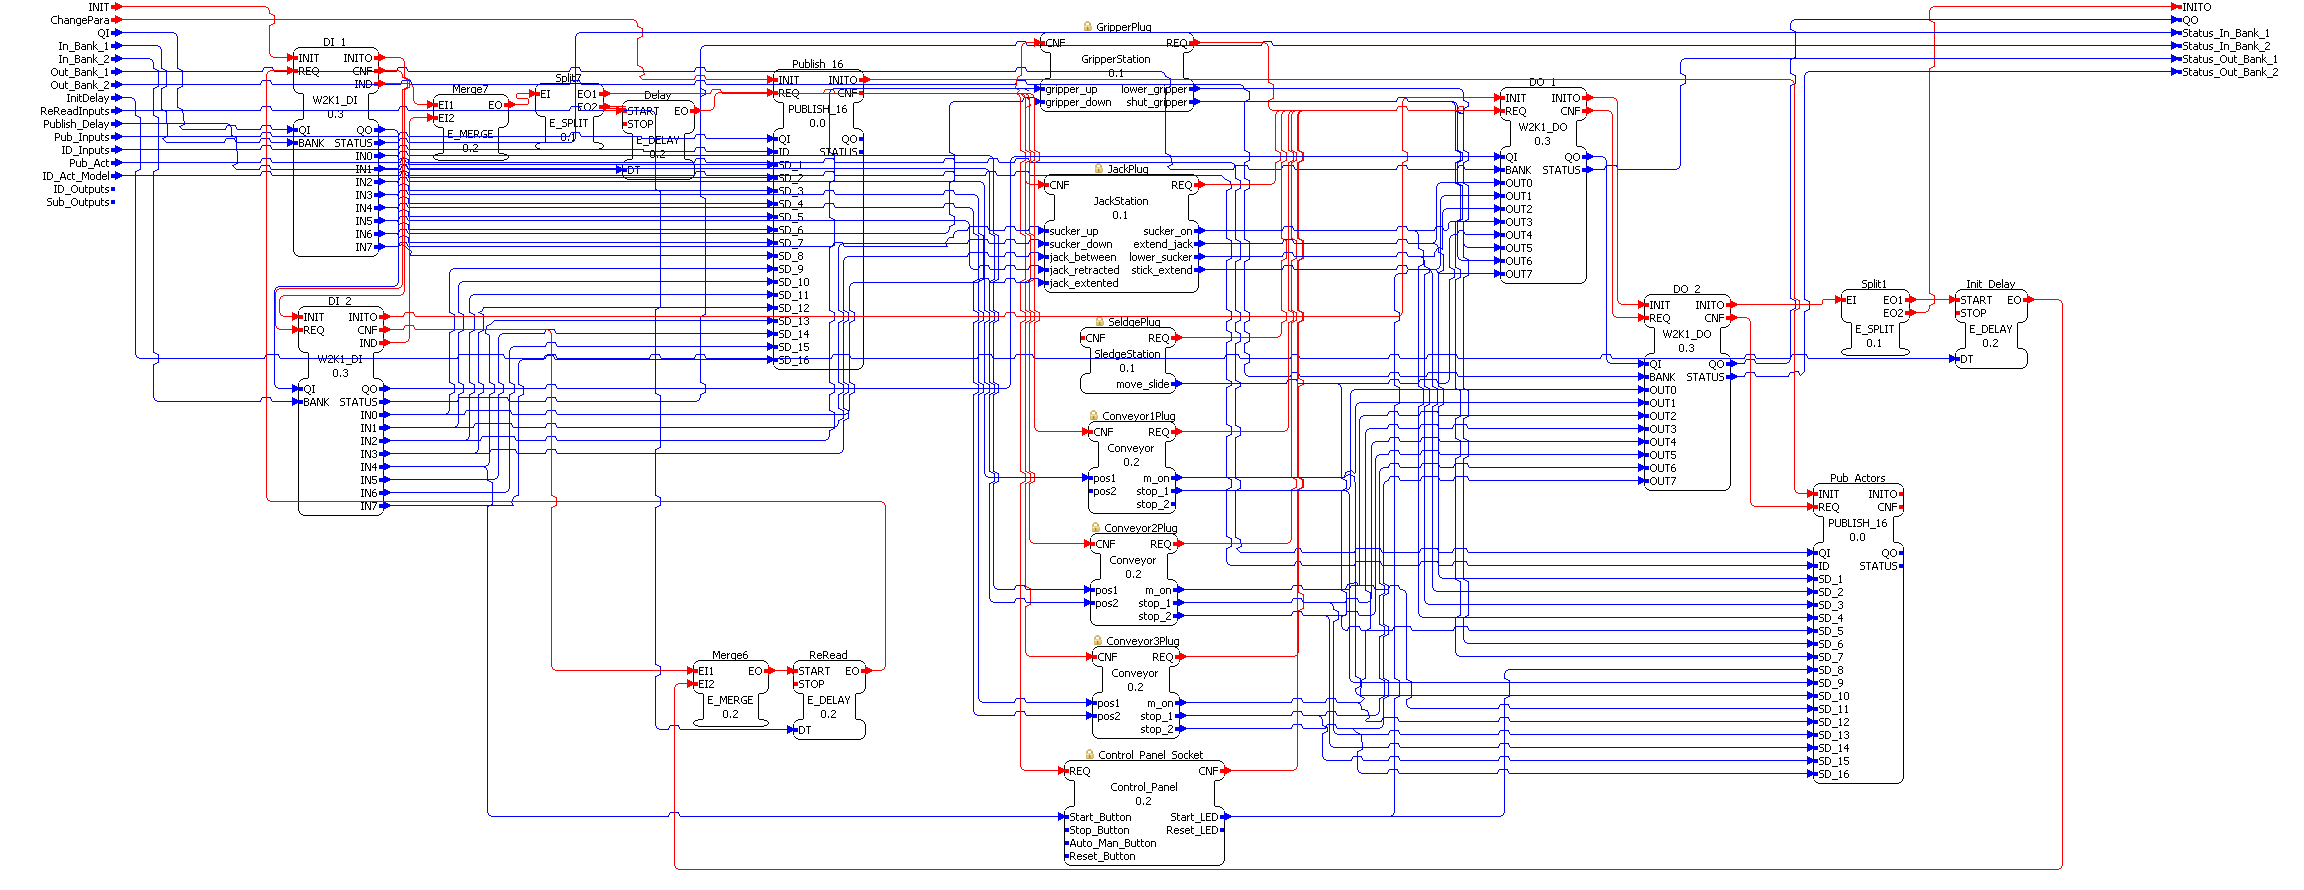 INIT
ChangePara
QI
In_Bank_1
In_Bank_2
Out_Bank_1
Out_Bank_2
InitDelay
ReReadInputs
Publish_Delay
Pub_Inputs
ID_Inputs
Pub_Act
ID_Act_Model
ID_Outputs
Sub_Outputs
DI_1
INIT INITO
REQ CNF
IND
W2K1_DI
0.3
QI QO
BANK STATUS
IN0
IN1
IN2
IN3
IN4
IN5
IN6
IN7
DI_2
INIT INITO
REQ CNF
IND
W2K1_DI
0.3
QI QO
BANK STATUS
IN0
IN1
IN2
IN3
IN4
IN5
IN6
IN7
Merge7
EI1 EO
EI2
E_MERGE
0.2
Split7
EI EO1
EO2
E_SPLIT
0.1
Delay
START EO
STOP
E_DELAY
0.2
DT
Publish_16
INIT INITO
REQ CNF
PUBLISH_16
0.0
QI QO
ID STATUS
SD_1
SD_2
SD_3
SD_4
SD_5
SD_6
SD_7
SD_8
SD_9
SD_10
SD_11
SD_12
SD_13
SD_14
SD_15
SD_16
Merge6
EI1 EO
EI2
E_MERGE
0.2
ReRead
START EO
STOP
E_DELAY
0.2
DT
GripperPlug
CNF REQ
GripperStation
0.1
gripper_up lower_gripper
gripper_down shut_gripper
JackPlug
CNF REQ
JackStation
0.1
sucker_up sucker_on
sucker_down extend_jack
jack_between lower_sucker
jack_retracted stick_extend
jack_extented
SeldgePlug
CNF REQ
SledgeStation
0.1
move_slide
Conveyor1Plug
CNF REQ
Conveyor
0.2
pos1 m_on
pos2 stop_1
stop_2
Conveyor2Plug
CNF REQ
Conveyor
0.2
pos1 m_on
pos2 stop_1
stop_2
Conveyor3Plug
CNF REQ
Conveyor
0.2
pos1 m_on
pos2 stop_1
stop_2
Control_Panel_Socket
REQ CNF
Control_Panel
0.2
Start_Button Start_LED
Stop_Button Reset_LED
Auto_Man_Button
Reset_Button
DO_1
INIT INITO
REQ CNF
W2K1_DO
0.3
QI QO
BANK STATUS
OUT0
OUT1
OUT2
OUT3
OUT4
OUT5
OUT6
OUT7
DO_2
INIT INITO
REQ CNF
W2K1_DO
0.3
QI QO
BANK STATUS
OUT0
OUT1
OUT2
OUT3
OUT4
OUT5
OUT6
OUT7
Split1
EI EO1
EO2
E_SPLIT
0.1
Init_Delay
START EO
STOP
E_DELAY
0.2
DT
Pub_Actors
INIT INITO
REQ CNF
PUBLISH_16
0.0
QI QO
ID STATUS
SD_1
SD_2
SD_3
SD_4
SD_5
SD_6
SD_7
SD_8
SD_9
SD_10
SD_11
SD_12
SD_13
SD_14
SD_15
SD_16
INITO
QO
Status_In_Bank_1
Status_In_Bank_2
Status_Out_Bank_1
Status_Out_Bank_2